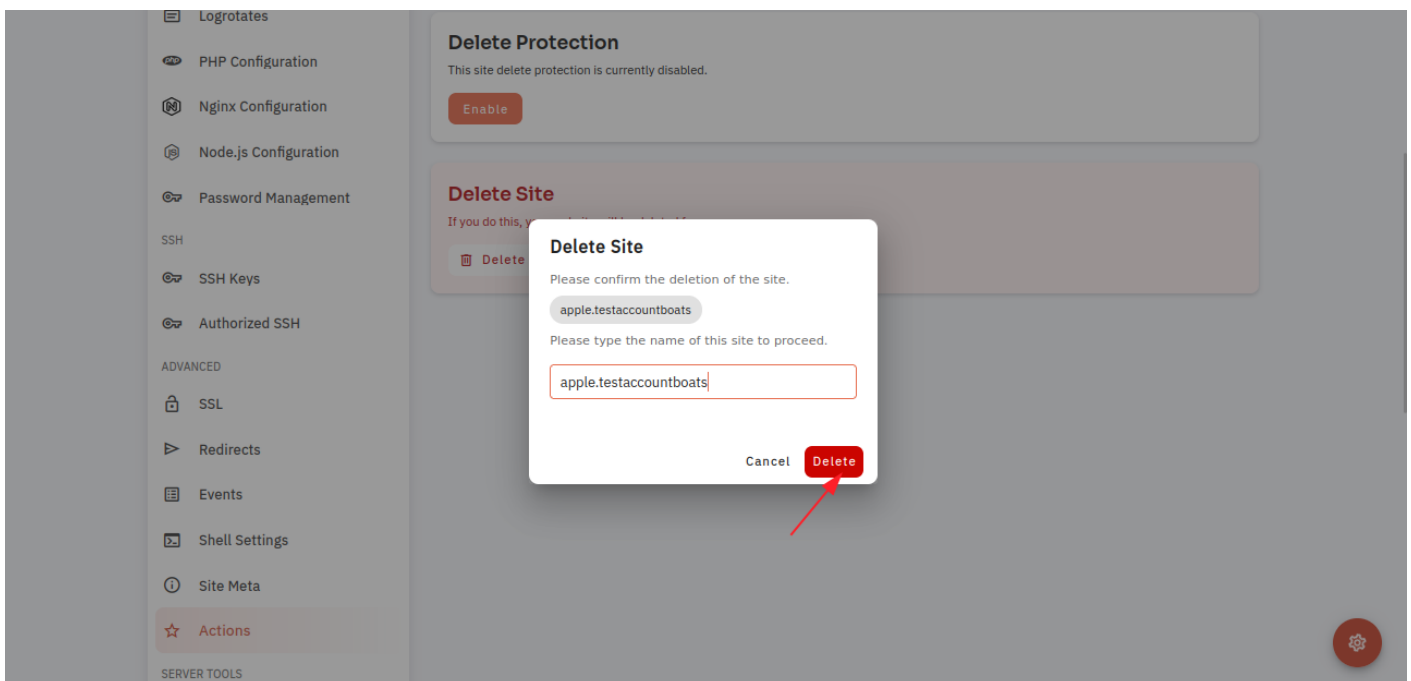 Logrotates
PHP Configuration
Nginx Configuration
Node.js Configuration
Password Management
SSH
SSH Keys
Authorized SSH
ADVANCED
SSL
Redirects
Events
Shell Settings
Site Meta
Actions
SERVER TOOLS
Delete Protection
This site delete protection is currently disabled.
Enable
Delete Site
If you do this,
Delete
Delete Site
Please confirm the deletion of the site.
apple.testaccountboats
Please type the name of this site to proceed.
apple.testaccountboats
Cancel
Delete